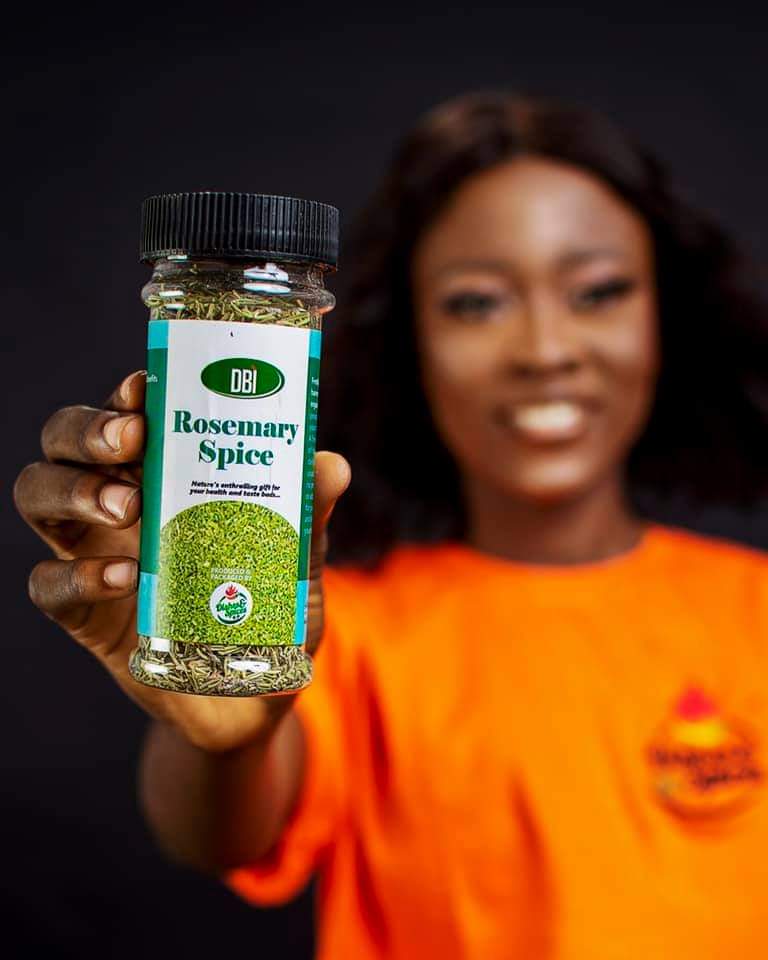 DBI
Rosemary
Spice
Nature's enthralling gift for
your health and taste buds...
PRODUCED &
PACKAGED BY